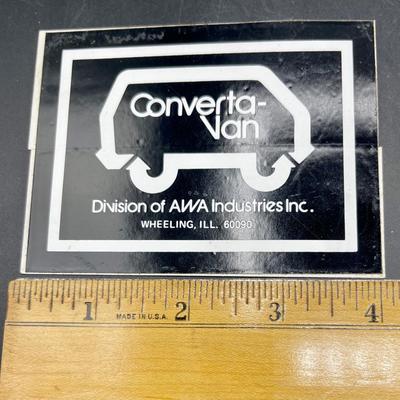 Converta-
Van
Division of AWA Industries Inc.
WHEELING, ILL. 60090
1 2 3 4
MADE IN U.S.A.